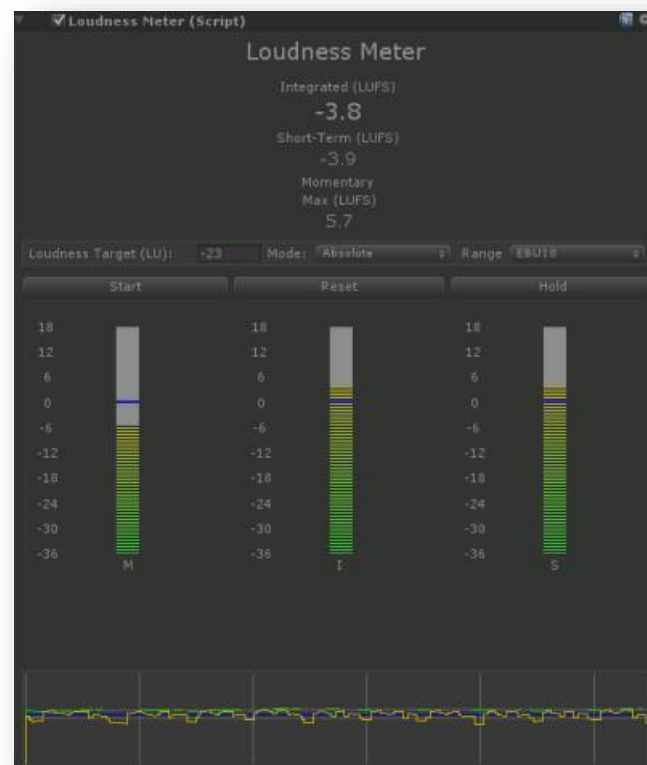 Loudness Meter (Script)
Loudness Meter
Integrated (LUFS)
-3.8
Short-Term (LUFS)
-3.9
Momentary
Max (LUFS)
5.7
Loudness Target (LU): -23 Mode: Absolute Range EBU18
Start Reset Hold
18 18 18
12 12 12
6 6 6
0 0 0
-6 -6 -6
-12 -12 -12
-18 -18 -18
-24 -24 -24
-30 -30 -30
-36 -36 -36
M I S